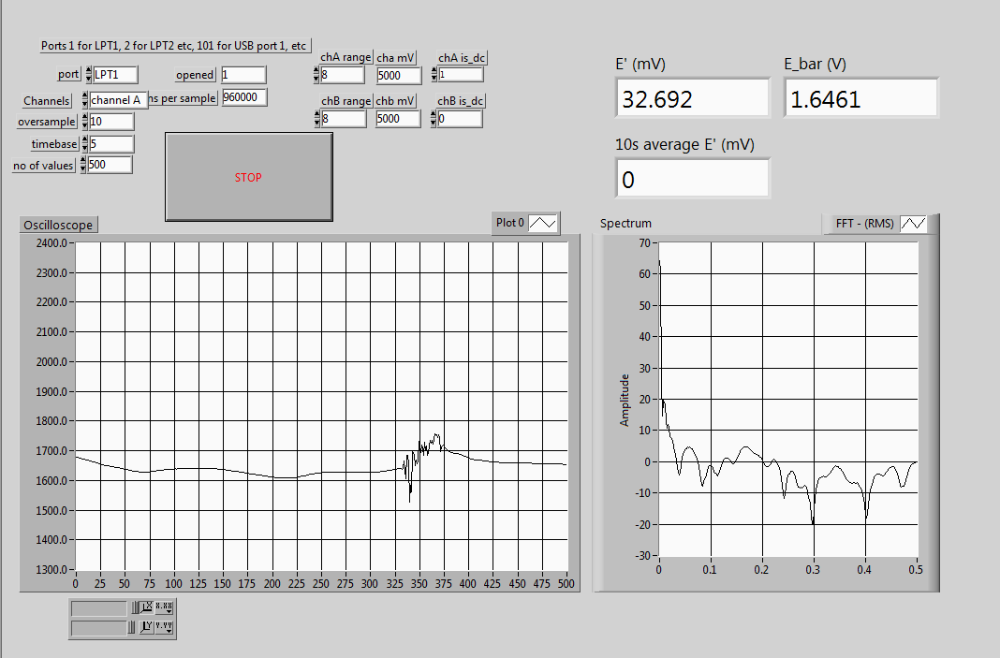 Ports 1 for LPT1, 2 for LPT2 etc, 101 for USB port 1, etc
port LPT1 opened 1
Channels channel A ns per sample 960000
oversample 10
timebase 5
no of values 500
chA range cha mV chA is_dc
8 5000 1
chB range chb mV chB is_dc
8 5000 0
STOP
E' (mV) E_bar (V)
32.692 1.6461
10s average E' (mV)
0
Oscilloscope Plot 0
2400.0
2300.0
2200.0
2100.0
2000.0
1900.0
1800.0
1700.0
1600.0
1500.0
1400.0
1300.0
0 25 50 75 100 125 150 175 200 225 250 275 300 325 350 375 400 425 450 475 500
Spectrum FFT - (RMS)
Amplitude
70
60
50
40
30
20
10
0
-10
-20
-30
0 0.1 0.2 0.3 0.4 0.5
X X.XX
Y Y.YY